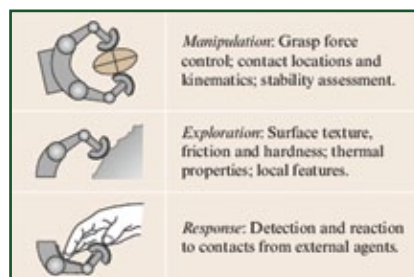 Manipulation: Grasp force
control; contact locations and
kinematics; stability assessment.
Exploration: Surface texture,
friction and hardness; thermal
properties; local features.
Response: Detection and reaction
to contacts from external agents.